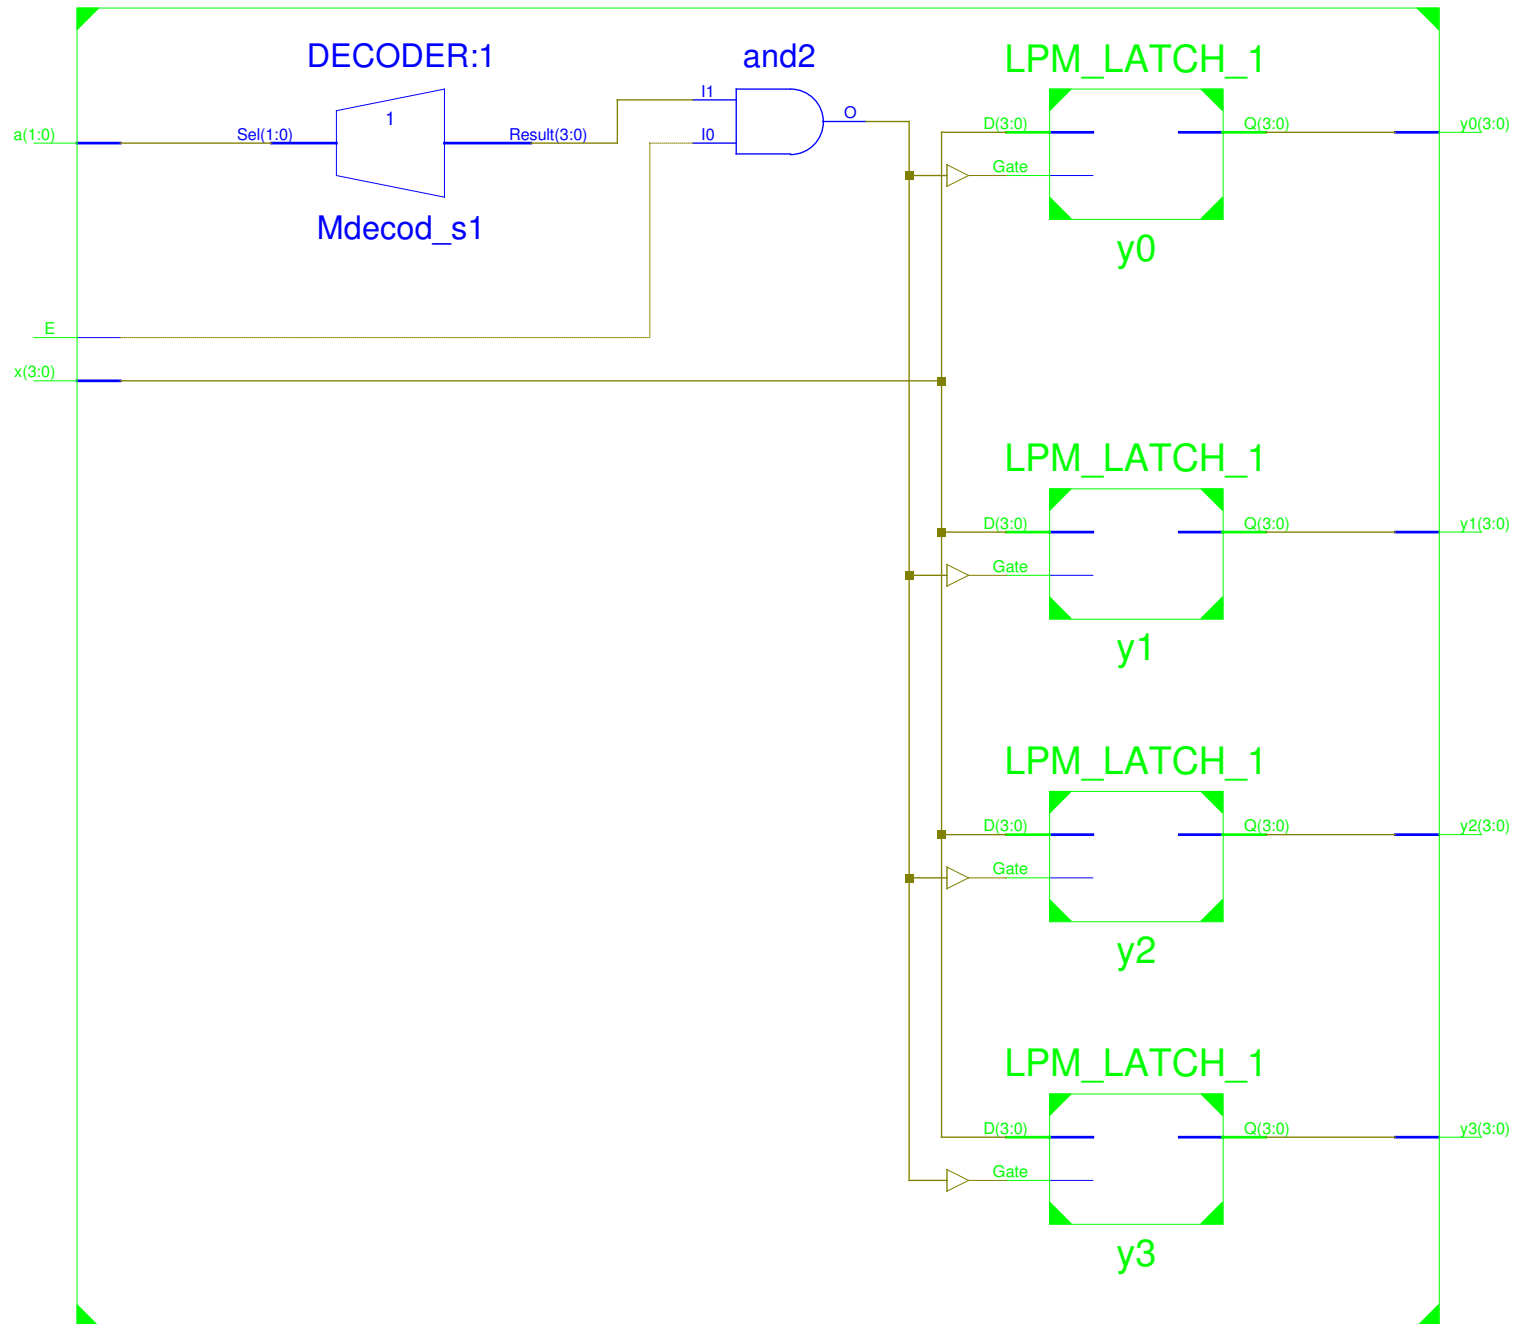 DECODER:1
and2
LPM_LATCH_1
1
I1
O
a(1:0)
Sel(1:0)
Result(3:0)
I0
D(3:0)
Q(3:0)
y0(3:0)
Gate
Mdecod_s1
y0
E
x(3:0)
LPM_LATCH_1
D(3:0)
Q(3:0)
y1(3:0)
Gate
y1
LPM_LATCH_1
D(3:0)
Q(3:0)
y2(3:0)
Gate
y2
LPM_LATCH_1
D(3:0)
Q(3:0)
y3(3:0)
Gate
y3